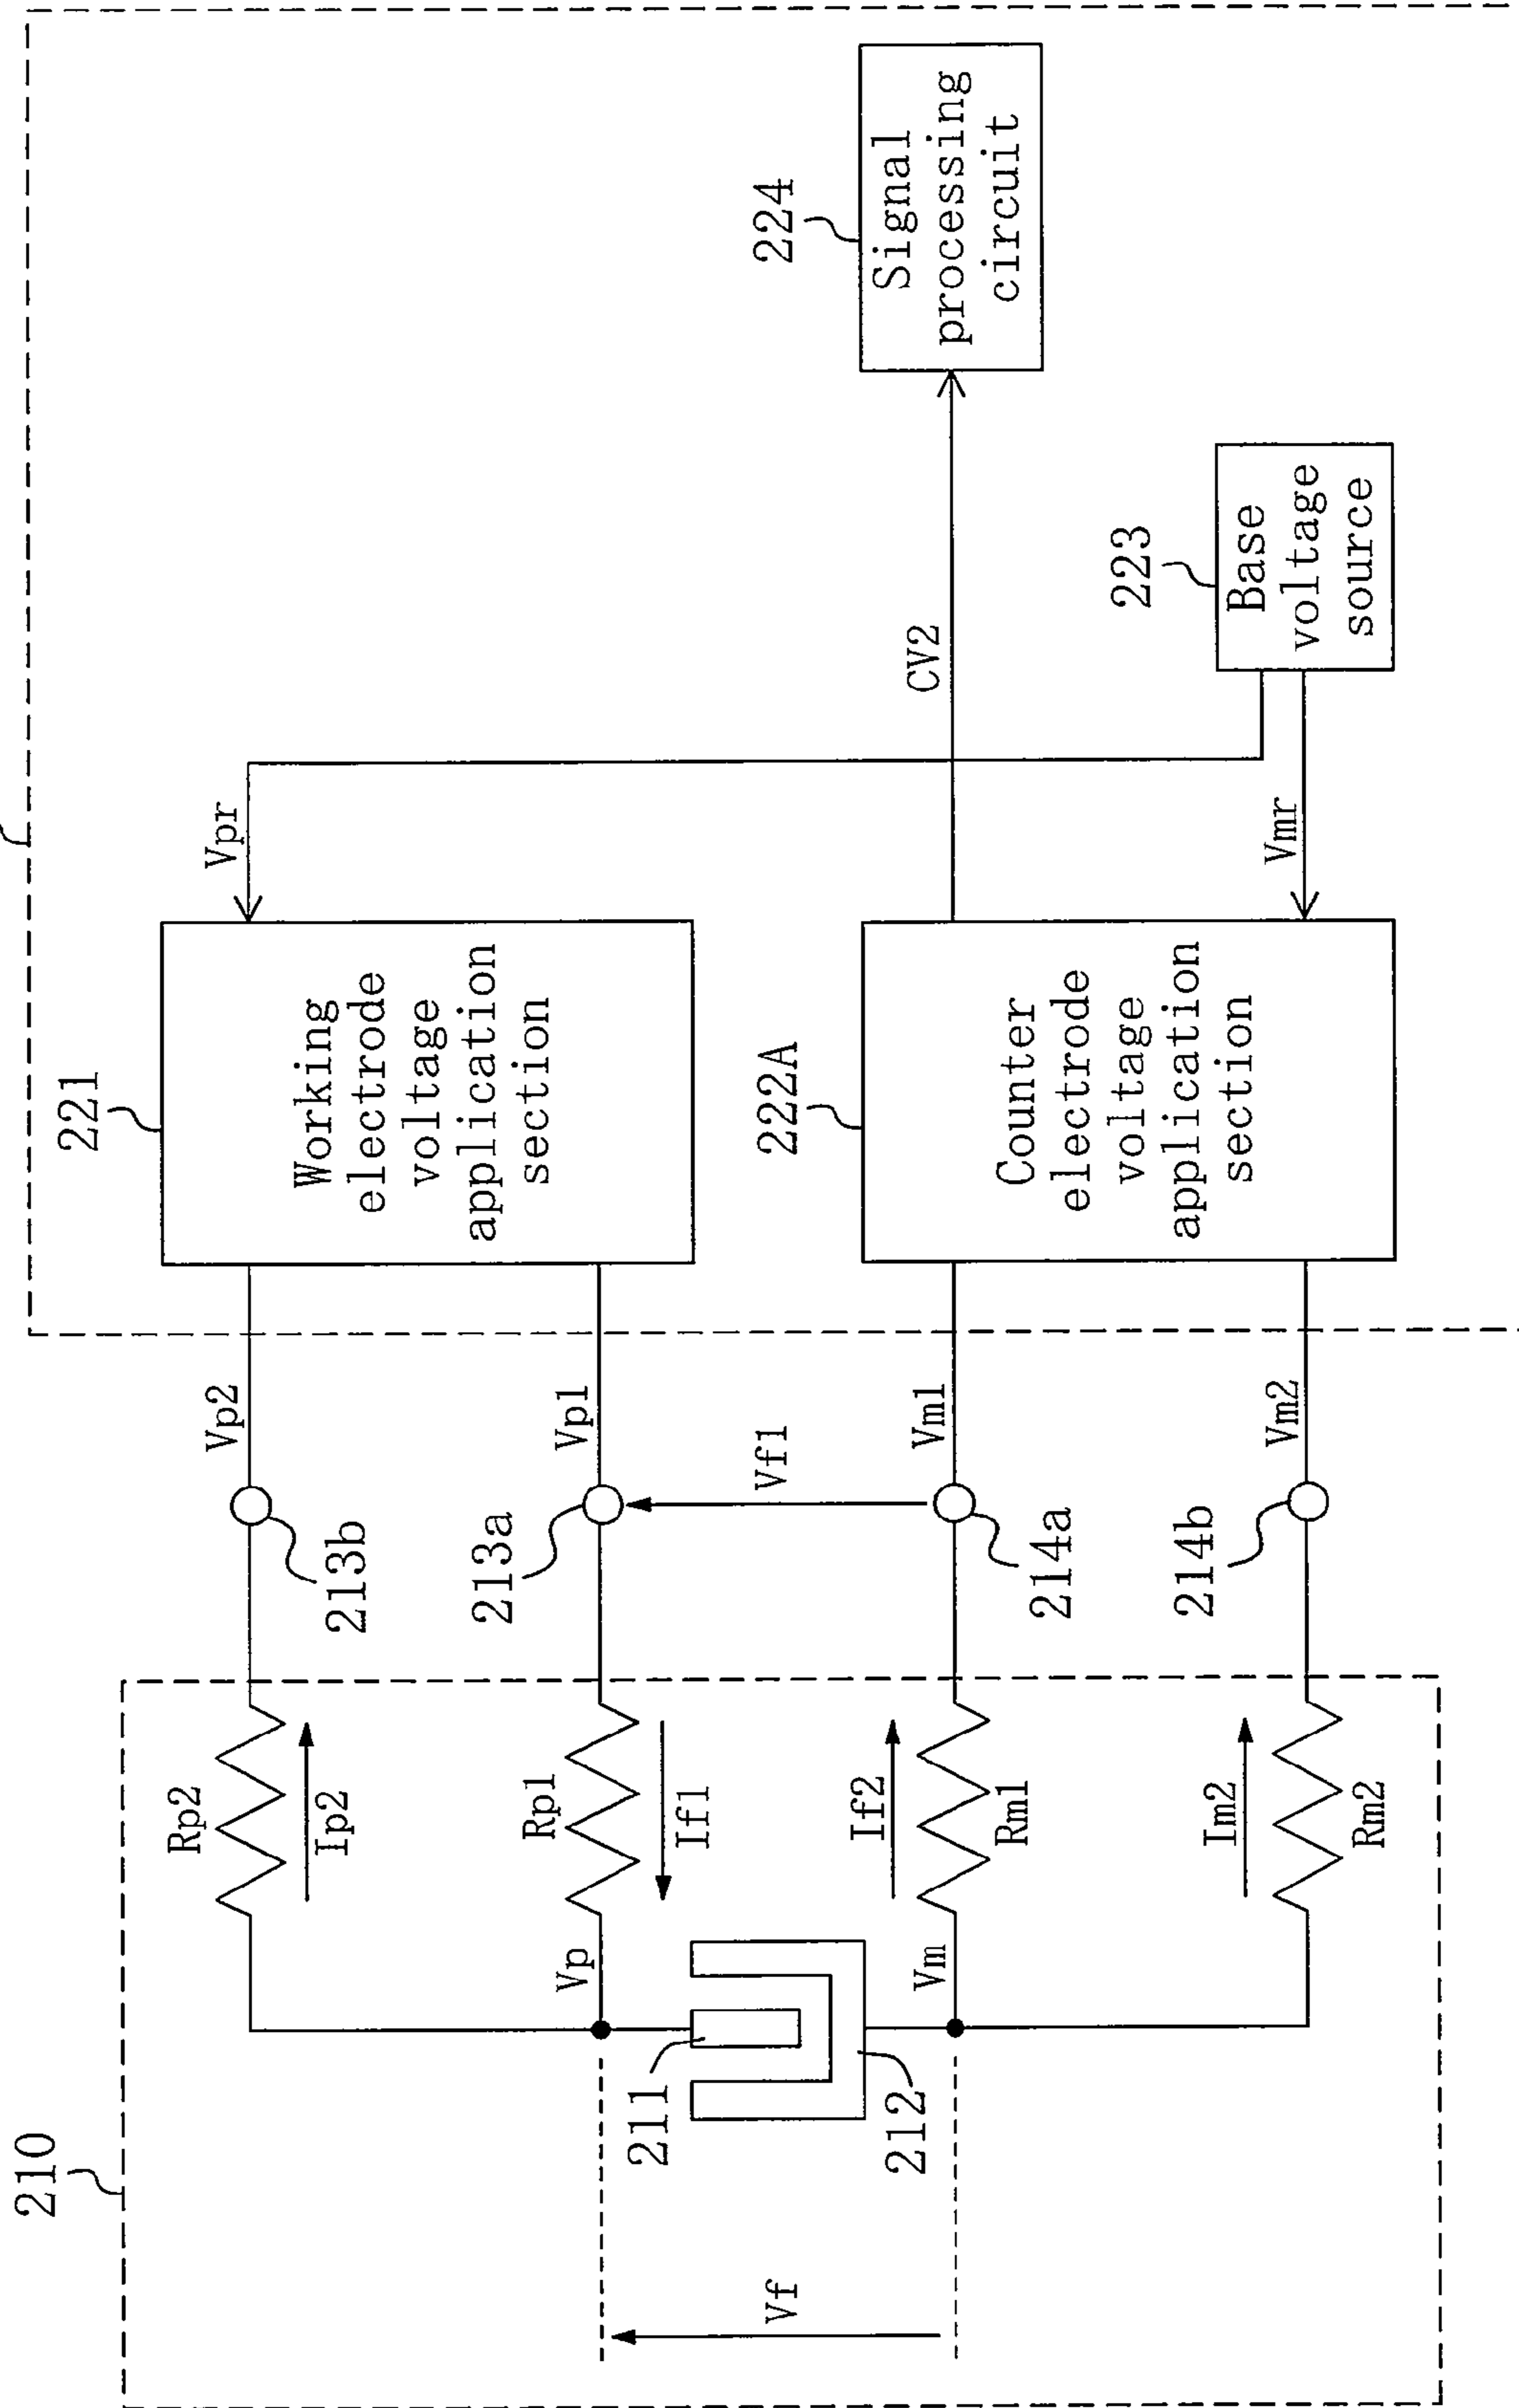 210
Vf
211
212
Vp
Vm
Rp2
Ip2
Rp1
If1
If2
Rm1
Im2
Rm2
213b
213a
214a
214b
Vp2
Vp1
Vf1
Vm1
Vm2
221
Working
electrode
voltage
application
section
222A
Counter
electrode
voltage
application
section
Vpr
Vmr
CV2
223
Base
voltage
source
224
Signal
processing
circuit